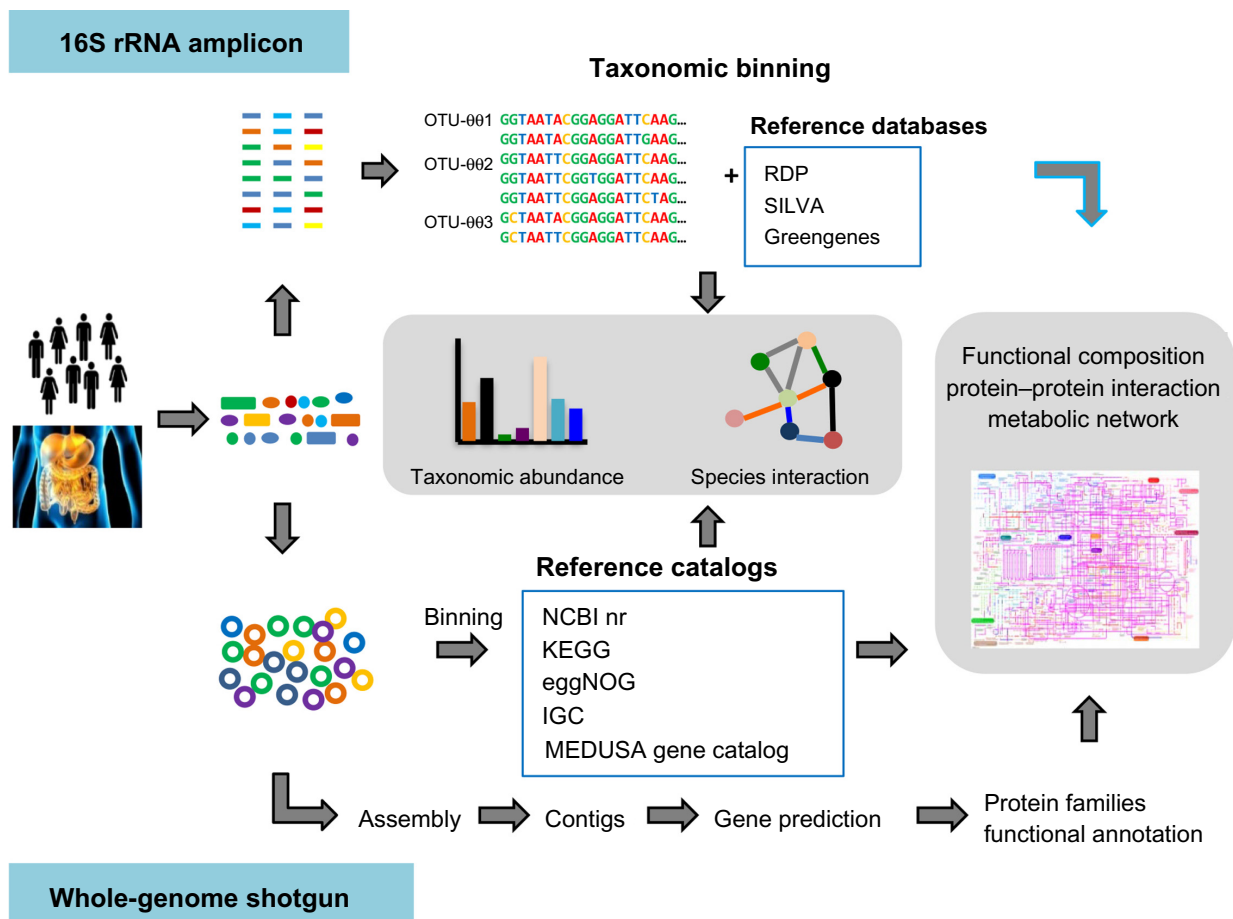 16S rRNA amplicon
Taxonomic binning
OTU-001 GGTAATACGGAGGATTCAAG…
GGTAATACGGAGGATTGAAG…
OTU-002 GGTAATTCGGAGGATTCAAG…
GGTAATTCGGTGGATTCAAG…
GGTAATTCGGAGGATTCTAG…
OTU-003 GCTAATACGGAGGATTCAAG…
GCTAATTCGGAGGATTCAAG…
+
Reference databases
RDP
SILVA
Greengenes
Taxonomic abundance
Species interaction
Functional composition
protein–protein interaction
metabolic network
Binning
Reference catalogs
NCBI nr
KEGG
eggNOG
IGC
MEDUSA gene catalog
Assembly
Contigs
Gene prediction
Protein families
functional annotation
Whole-genome shotgun